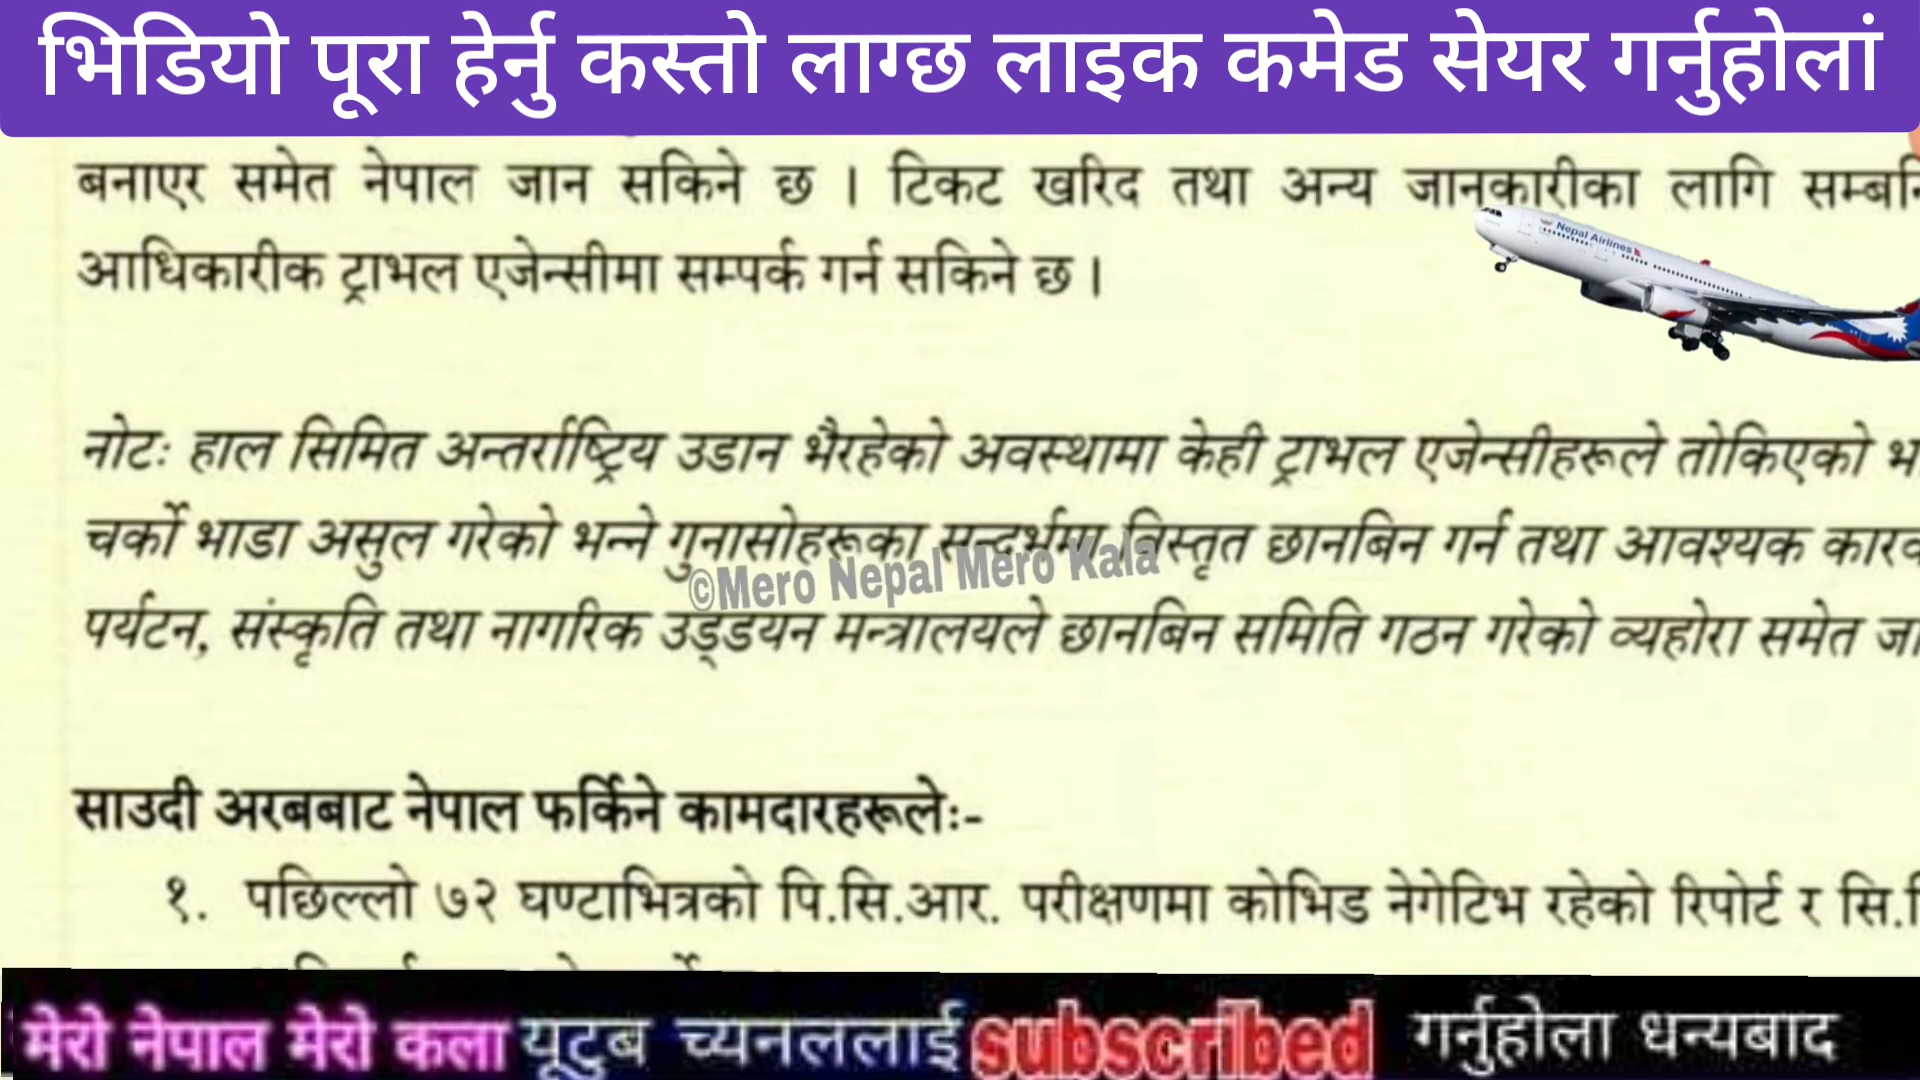 भिडियो पूरा हेर्नु कस्तो लाग्छ लाइक कमेड सेयर गर्नुहोलां
बनाएर समेत नेपाल जान सकिने छ । टिकट खरिद तथा अन्य जानकारीका लागि
आधिकारीक ट्राभल एजेन्सीमा सम्पर्क गर्न सकिने छ ।
Nepal Airlines
नोटः हाल सिमित अन्तर्राष्ट्रिय उडान भैरहेको अवस्थामा केही ट्राभल एजेन्सीहरूले तोकिएको
चर्को भाडा असुल गरेको भन्ने गुनासोहरूका सन्दर्भमा विस्तृत छानबिन गर्न तथा आवश्यक
©Mero Nepal Mero Kala
पर्यटन, संस्कृति तथा नागरिक उड्डयन मन्त्रालयले छानबिन समिति गठन गरेको व्यहोरा समेत
साउदी अरबबाट नेपाल फर्किने कामदारहरूलेः-
१. पछिल्लो ७२ घण्टाभित्रको पि.सि.आर. परीक्षणमा कोभिड नेगेटिभ रहेको रिपोर्ट र सि.
मेरो नेपाल मेरो कला यूटुब च्यनललाई subscribed गर्नुहोला धन्यबाद